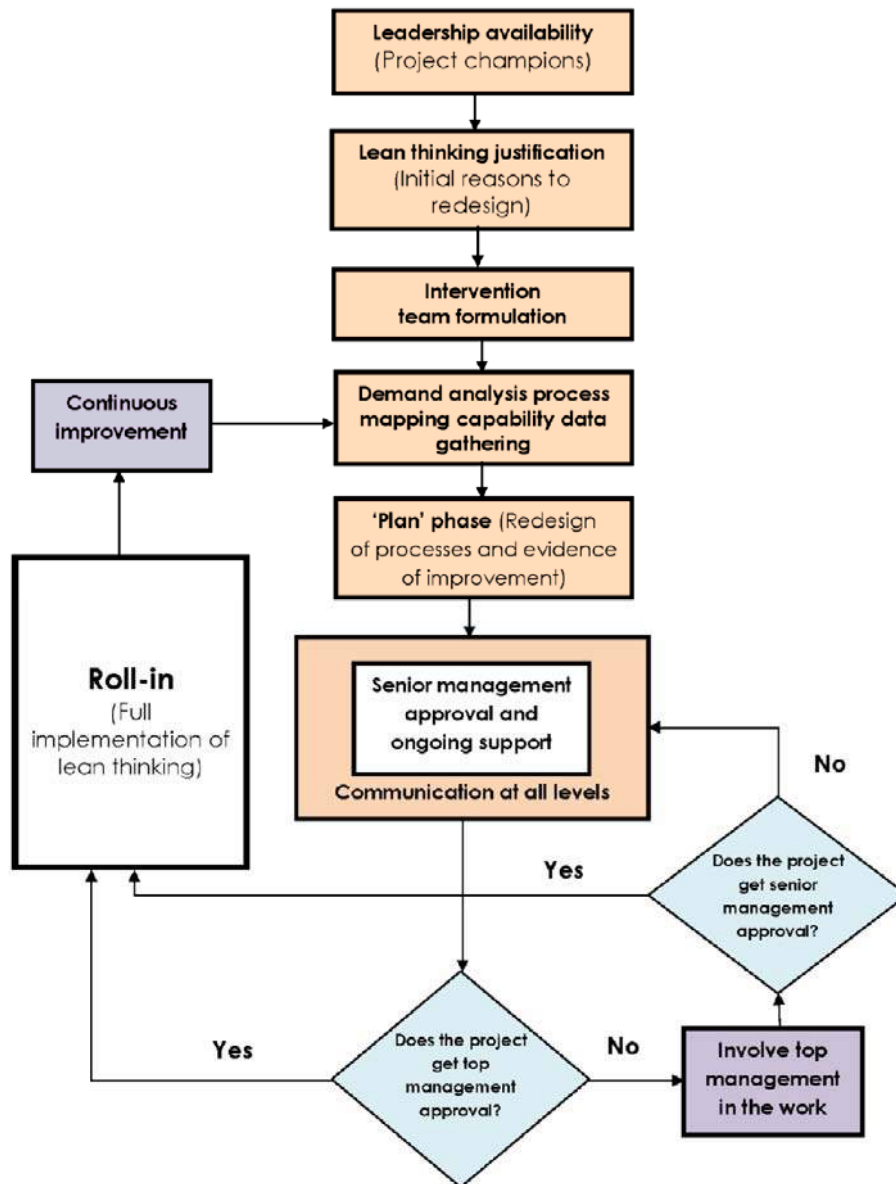 Leadership availability
(Project champions)
Lean thinking justification
(Initial reasons to
redesign)
Intervention
team formulation
Continuous
improvement
Demand analysis process
mapping capability data
gathering
‘Plan’ phase (Redesign
of processes and evidence
of improvement)
Roll-in
(Full
implementation of
lean thinking)
Senior management
approval and
ongoing support
Communication at all levels
No
Yes
Does the project
get senior
management
approval?
Yes
Does the project
get top
management
approval?
No
Involve top
management
in the work